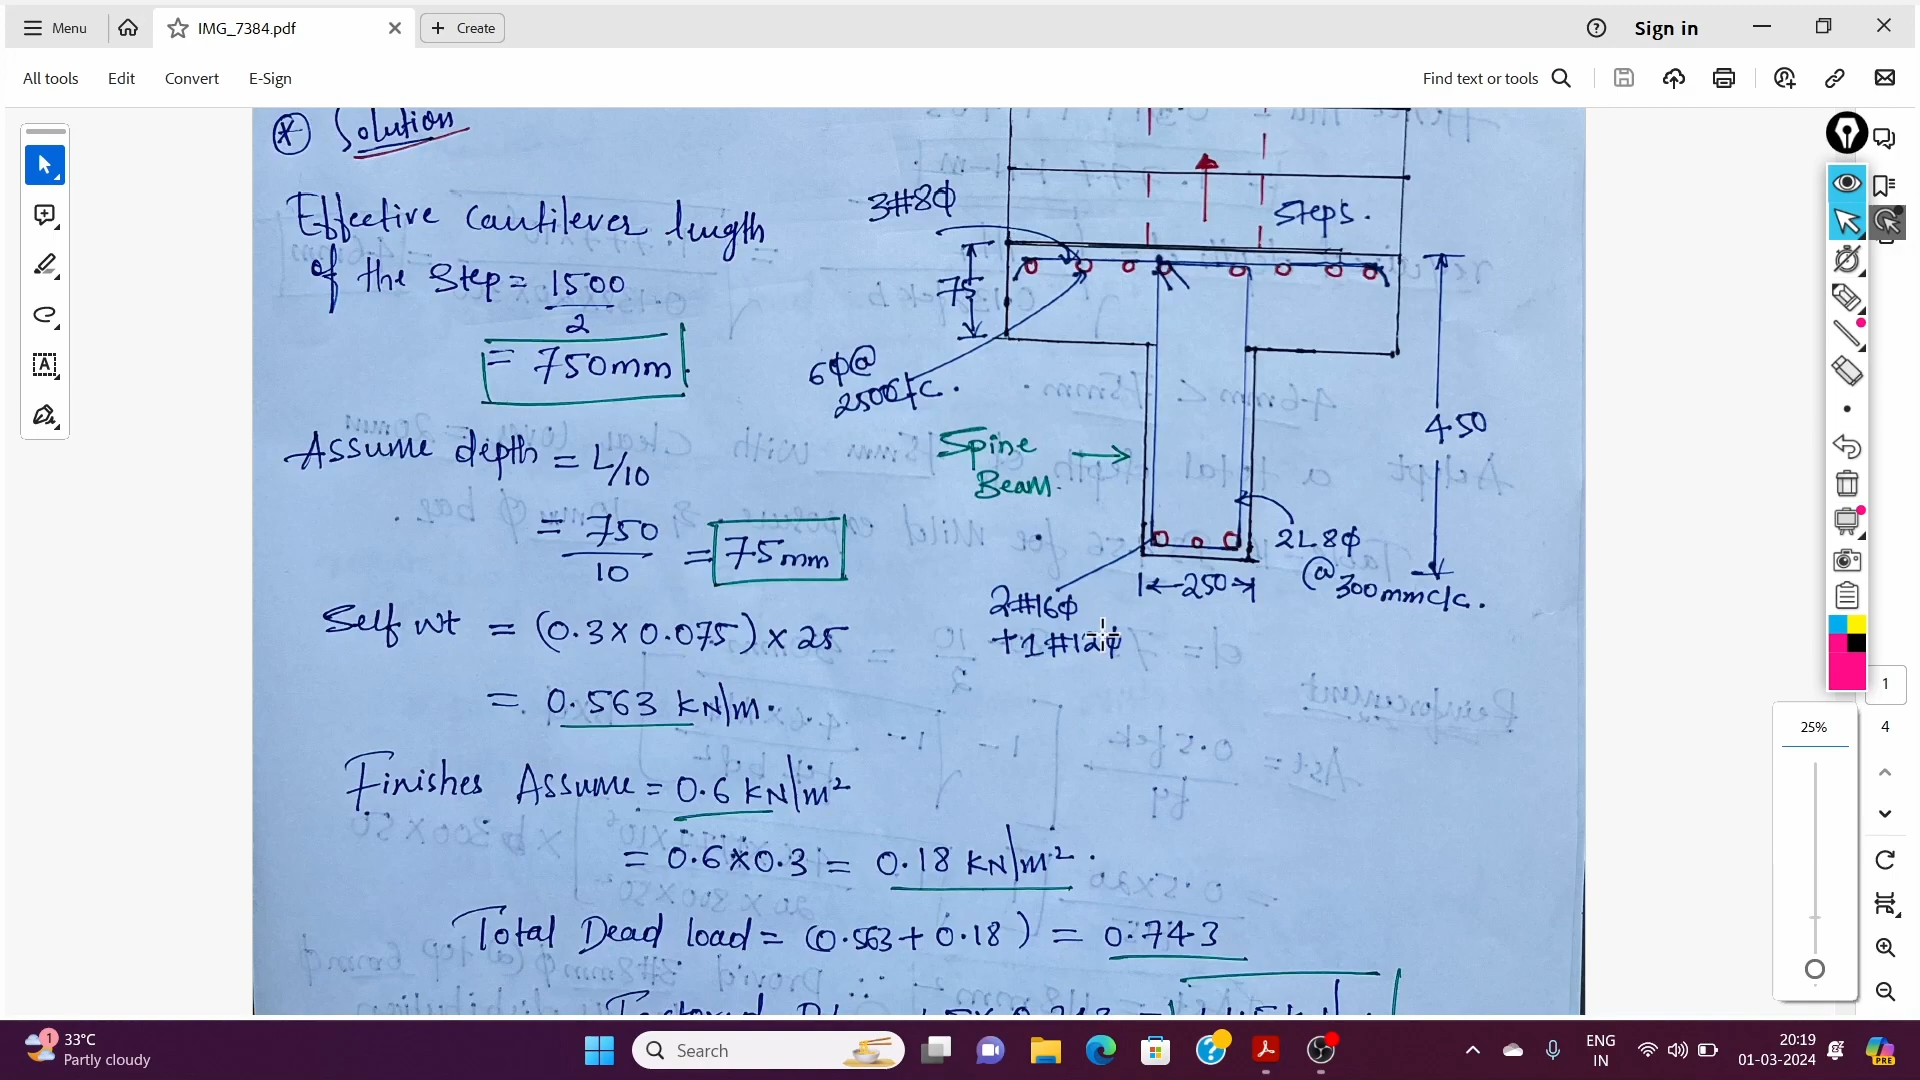 Menu
IMG_7384.pdf
Create
Sign in
All tools
Edit
Convert
E-Sign
Find text or tools
* Solution
Effective cantilever length
of the step = 1500
2
= 750mm
Assume depth = L/10
= 750
10
= 75mm
Self wt = (0.3 x 0.075) x 25
= 0.563 KN/m.
Finishes Assume = 0.6 KN/m²
= 0.6 x 0.3 = 0.18 KN/m².
Total Dead load = (0.563 + 0.18) = 0.743
3#8Φ
steps.
75
6Φ@
250c/c.
Spine
Beam.
450
2L8Φ
@300mmc/c.
250
2#16Φ
+1#12Φ
25%
1
4
33°C
Partly cloudy
1
Search
ENG
IN
20:19
01-03-2024
PRE